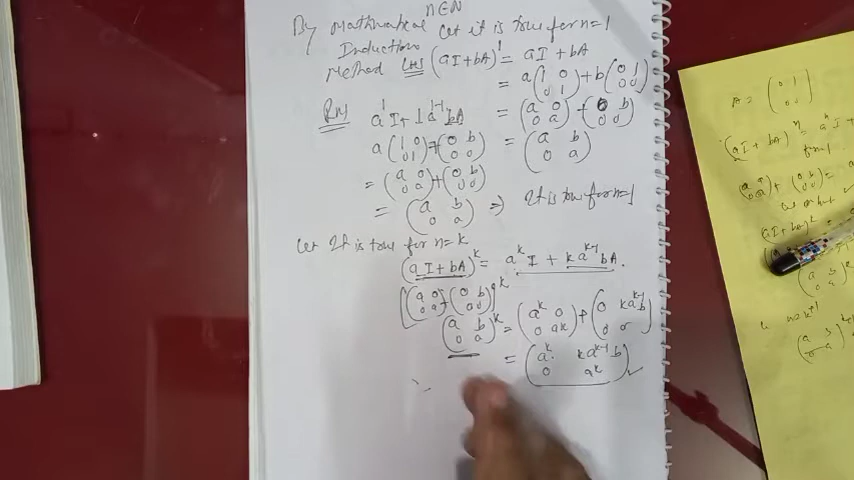 n∈N
By Mathematical Let it is true for n=1
Induction
Method LHS (aI+bA)¹ = aI + bA
= a(1 0 0 1) + b(0 1 0 0)
RHS a¹I + 1a¹⁻¹bA = (a 0 0 a) + (0 b 0 0)
a(1 0 0 1) + (0 b 0 0) = (a b 0 a)
= (a 0 0 a) + (0 b 0 0)
= (a b 0 a) ⇒ It is true for n=1
Let It is true for n=k
(aI+bA)ᵏ = aᵏI + kaᵏ⁻¹bA.
[(a 0 0 a)+(0 b 0 0)]ᵏ
(a b 0 a)ᵏ = (aᵏ 0 0 aᵏ) + (0 kaᵏ⁻¹b 0 0)
= (aᵏ kaᵏ⁻¹b 0 aᵏ) ✓
A = (0 1 0 0)
(aI + bA)ⁿ = aⁿI +
n=1